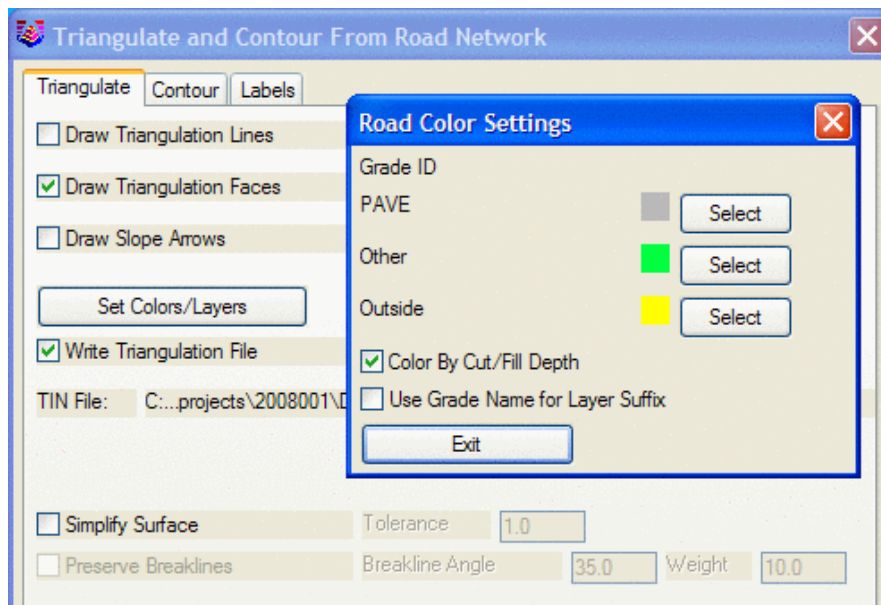 Triangulate and Contour From Road Network
Triangulate Contour Labels
Draw Triangulation Lines
Draw Triangulation Faces
Draw Slope Arrows
Set Colors/Layers
Write Triangulation File
TIN File: C:...projects\2008001\D
Simplify Surface Tolerance 1.0
Preserve Breaklines Breakline Angle 35.0 Weight 10.0
Road Color Settings
Grade ID
PAVE Select
Other Select
Outside Select
Color By Cut/Fill Depth
Use Grade Name for Layer Suffix
Exit